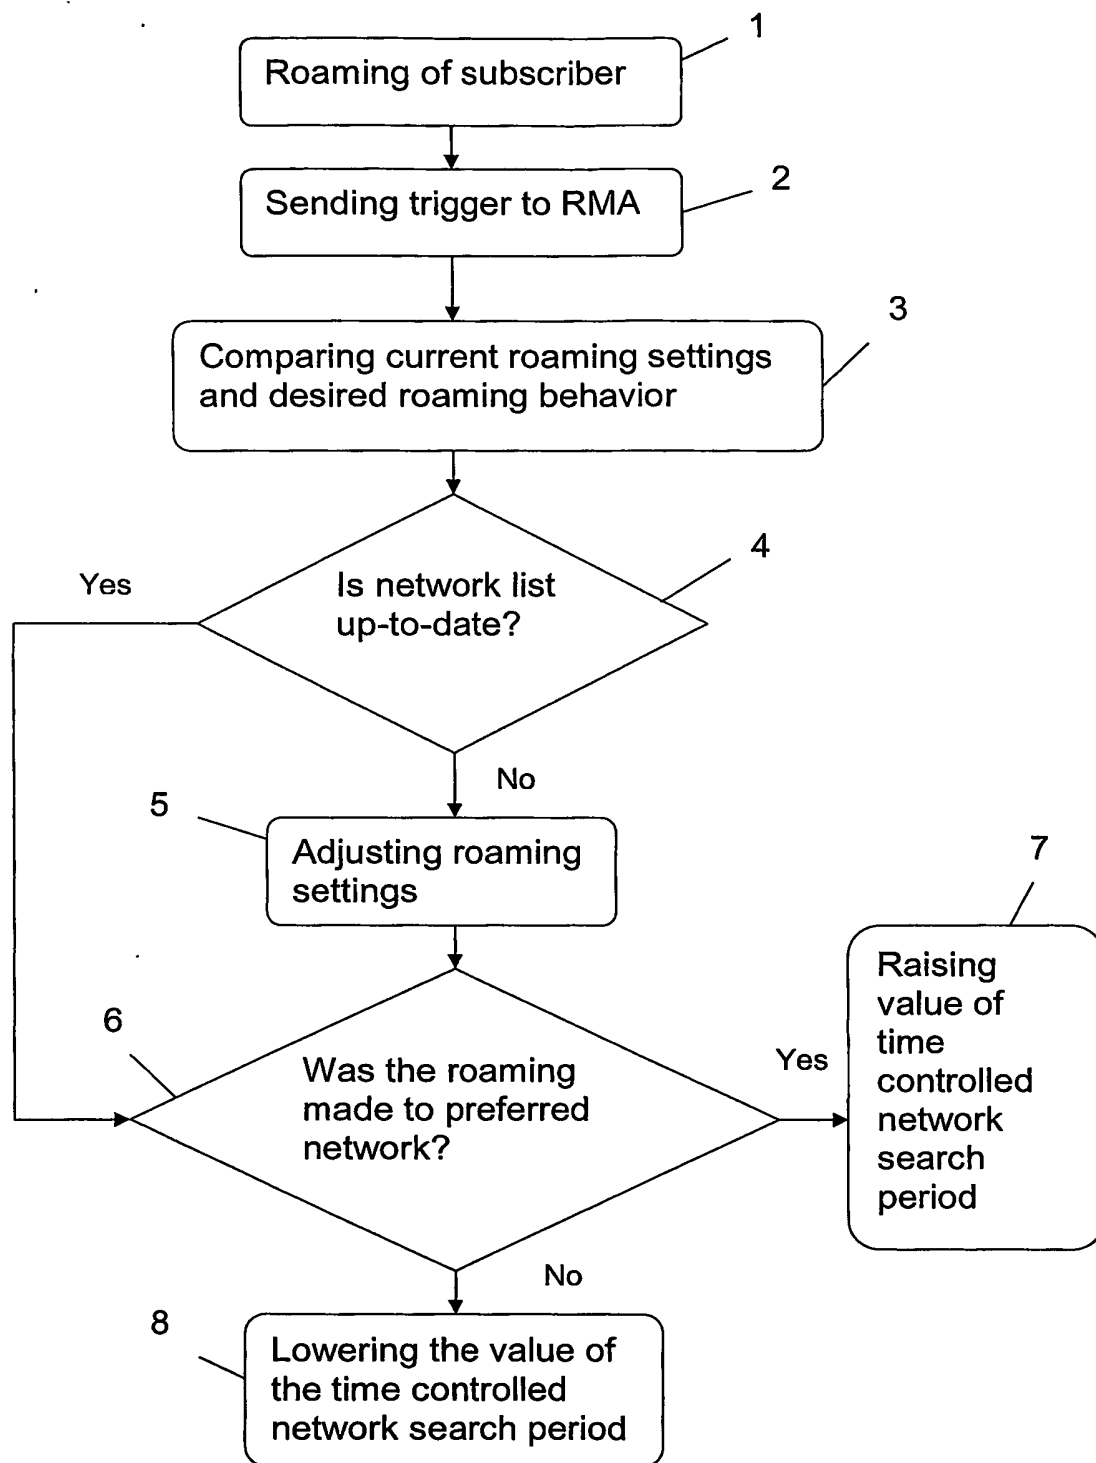 1
Roaming of subscriber
2
Sending trigger to RMA
3
Comparing current roaming settings
and desired roaming behavior
4
Yes
Is network list
up-to-date?
No
5
Adjusting roaming
settings
6
Was the roaming
made to preferred
network?
Yes
7
Raising
value of
time
controlled
network
search
period
No
8
Lowering the value of
the time controlled
network search period